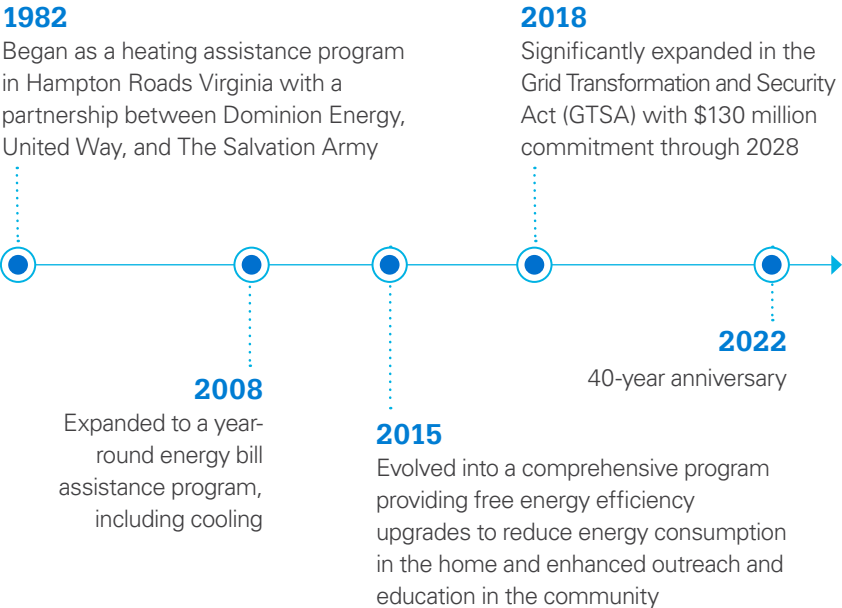 1982
Began as a heating assistance program
in Hampton Roads Virginia with a
partnership between Dominion Energy,
United Way, and The Salvation Army
2018
Significantly expanded in the
Grid Transformation and Security
Act (GTSA) with $130 million
commitment through 2028
2008
Expanded to a year-
round energy bill
assistance program,
including cooling
2015
Evolved into a comprehensive program
providing free energy efficiency
upgrades to reduce energy consumption
in the home and enhanced outreach and
education in the community
2022
40-year anniversary